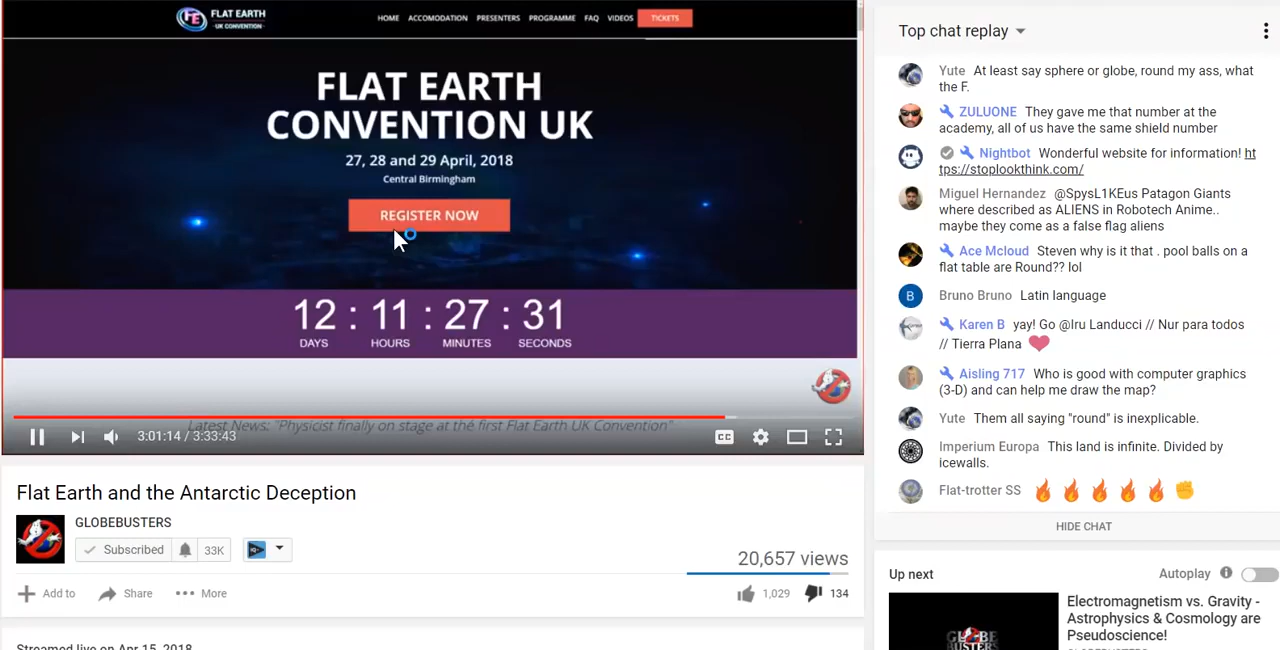 FLAT EARTH
UK CONVENTION
HOME ACCOMODATION PRESENTERS PROGRAMME FAQ VIDEOS TICKETS
FLAT EARTH
CONVENTION UK
27, 28 and 29 April, 2018
Central Birmingham
REGISTER NOW
12 : 11 : 27 : 31
DAYS HOURS MINUTES SECONDS
Latest News: "Physicist finally on stage at the first Flat Earth UK Convention"
3:01:14 / 3:33:43
CC
Flat Earth and the Antarctic Deception
GLOBEBUSTERS
Subscribed 33K
20,657 views
Add to Share More
1,029 134
Streamed live on Apr 15, 2018
Top chat replay
Yute At least say sphere or globe, round my ass, what
the F.
ZULUONE They gave me that number at the
academy, all of us have the same shield number
Nightbot Wonderful website for information! ht
tps://stoplookthink.com/
Miguel Hernandez @SpysL1KEus Patagon Giants
where described as ALIENS in Robotech Anime..
maybe they come as a false flag aliens
Ace Mcloud Steven why is it that . pool balls on a
flat table are Round?? lol
B
Bruno Bruno Latin language
Karen B yay! Go @Iru Landucci // Nur para todos
// Tierra Plana
Aisling 717 Who is good with computer graphics
(3-D) and can help me draw the map?
Yute Them all saying "round" is inexplicable.
Imperium Europa This land is infinite. Divided by
icewalls.
Flat-trotter SS
HIDE CHAT
Up next
Autoplay
GLOBE
BUSTERS
Electromagnetism vs. Gravity -
Astrophysics & Cosmology are
Pseudoscience!
GLOBEBUSTERS